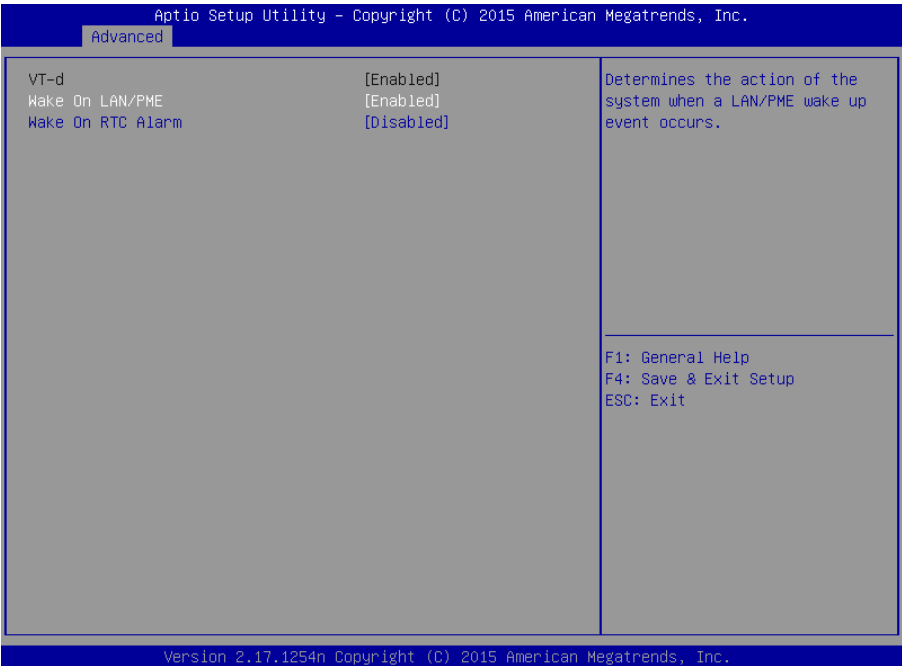 Aptio Setup Utility – Copyright (C) 2015 American Megatrends, Inc.
Advanced
VT-d [Enabled]
Wake On LAN/PME [Enabled]
Wake On RTC Alarm [Disabled]
Determines the action of the
system when a LAN/PME wake up
event occurs.
F1: General Help
F4: Save & Exit Setup
ESC: Exit
Version 2.17.1254n Copyright (C) 2015 American Megatrends, Inc.